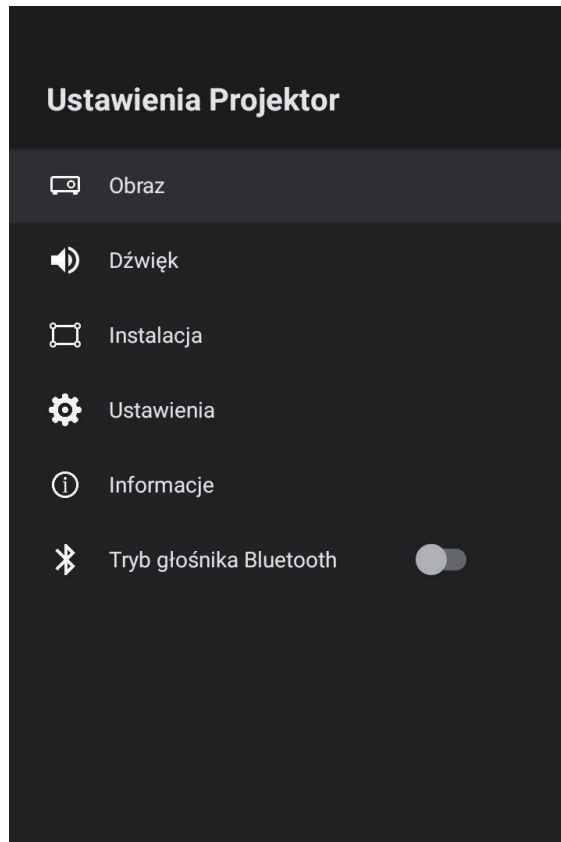 Ustawienia Projektor
Obraz
Dźwięk
Instalacja
Ustawienia
Informacje
Tryb głośnika Bluetooth